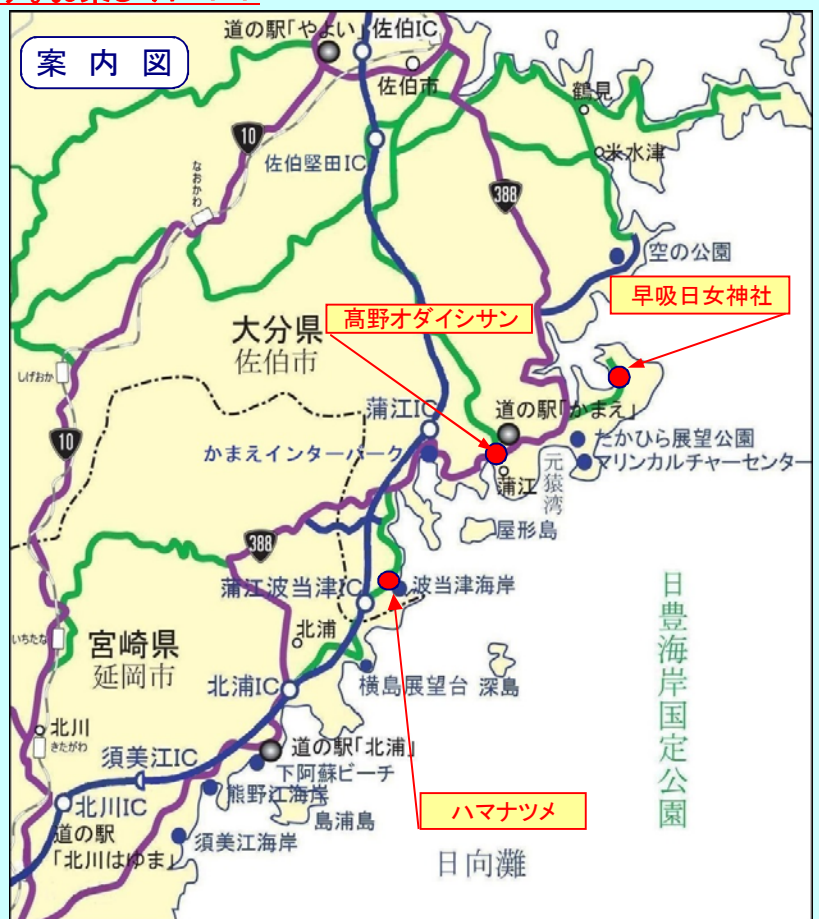 案 内 図
道の駅「やよい」
佐伯IC
佐伯市
鶴見
米水津
10
佐伯堅田IC
なおかわ
388
空の公園
早吸日女神社
髙野オダイシサン
大分県
佐伯市
しげおか
蒲江IC
道の駅「かまえ」
たかひら展望公園
かまえインターパーク
マリンカルチャーセンター
10
蒲江
元猿湾
屋形島
388
蒲江波当津IC
波当津海岸
日豊海岸国定公園
いちたな
宮崎県
延岡市
北浦
北浦IC
横島展望台
深島
北川
きたがわ
須美江IC
道の駅「北浦」
下阿蘇ビーチ
北川IC
熊野江海岸
ハマナツメ
島浦島
道の駅
「北川はゆま」
須美江海岸
日向灘